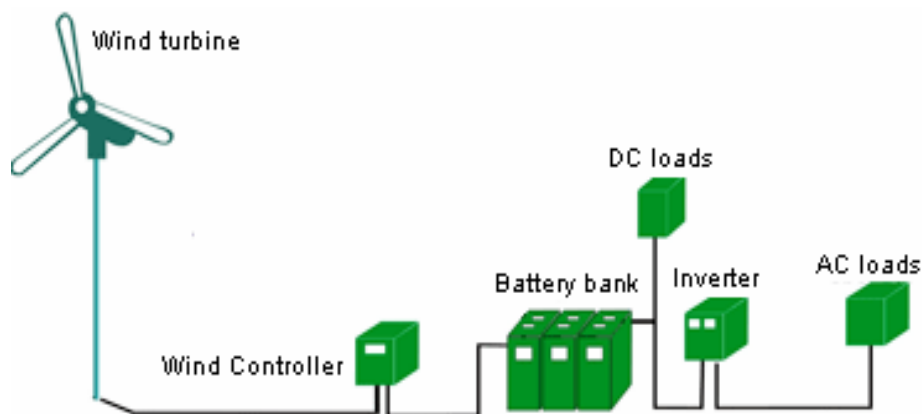 Wind turbine
DC loads
Battery bank
Inverter
AC loads
Wind Controller